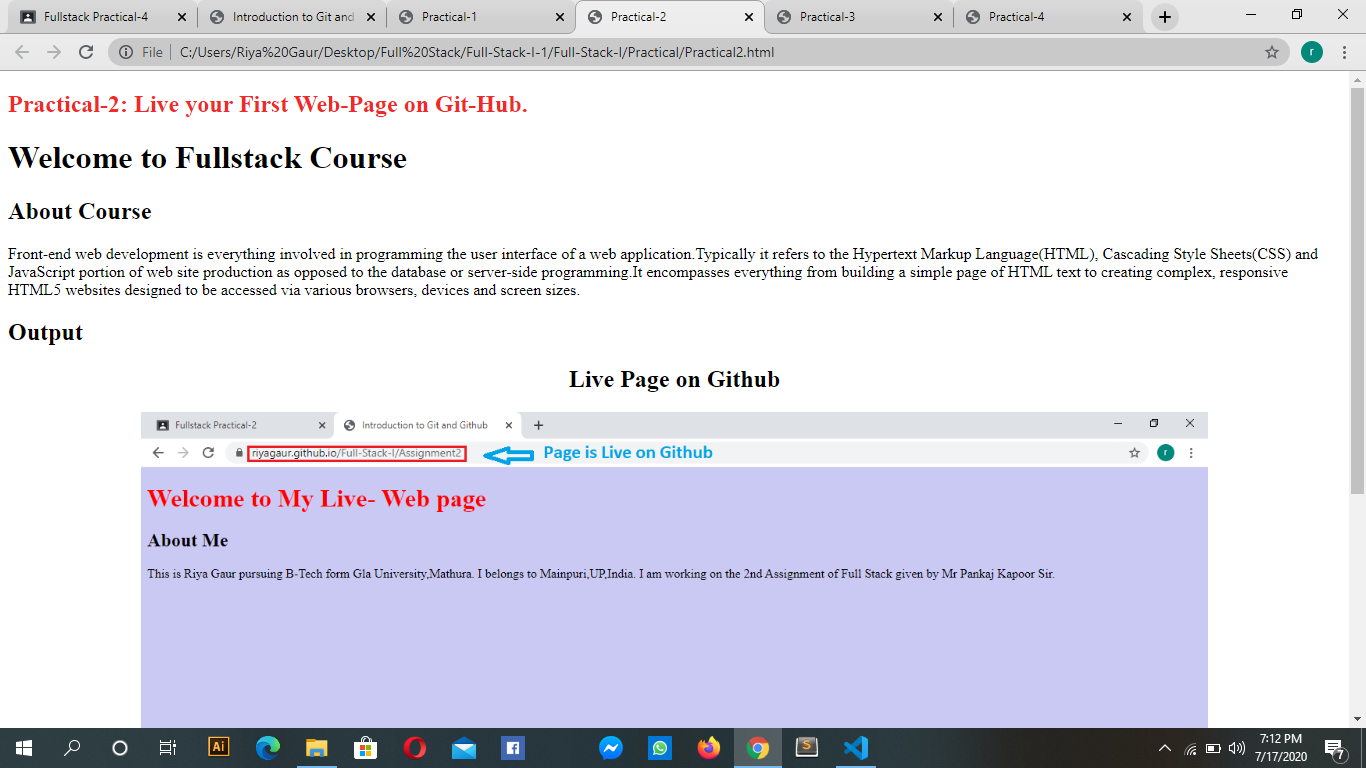 Fullstack Practical-4
Introduction to Git and
Practical-1
Practical-2
Practical-3
Practical-4
File
C:/Users/Riya%20Gaur/Desktop/Full%20Stack/Full-Stack-I-1/Full-Stack-I/Practical/Practical2.html
r
Practical-2: Live your First Web-Page on Git-Hub.
Welcome to Fullstack Course
About Course
Front-end web development is everything involved in programming the user interface of a web application.Typically it refers to the Hypertext Markup Language(HTML), Cascading Style Sheets(CSS) and
JavaScript portion of web site production as opposed to the database or server-side programming.It encompasses everything from building a simple page of HTML text to creating complex, responsive
HTML5 websites designed to be accessed via various browsers, devices and screen sizes.
Output
Live Page on Github
Fullstack Practical-2
Introduction to Git and Github
riyagaur.github.io/Full-Stack-I/Assignment2
Page is Live on Github
r
Welcome to My Live- Web page
About Me
This is Riya Gaur pursuing B-Tech form Gla University,Mathura. I belongs to Mainpuri,UP,India. I am working on the 2nd Assignment of Full Stack given by Mr Pankaj Kapoor Sir.
Ai
S
7:12 PM
7/17/2020
7